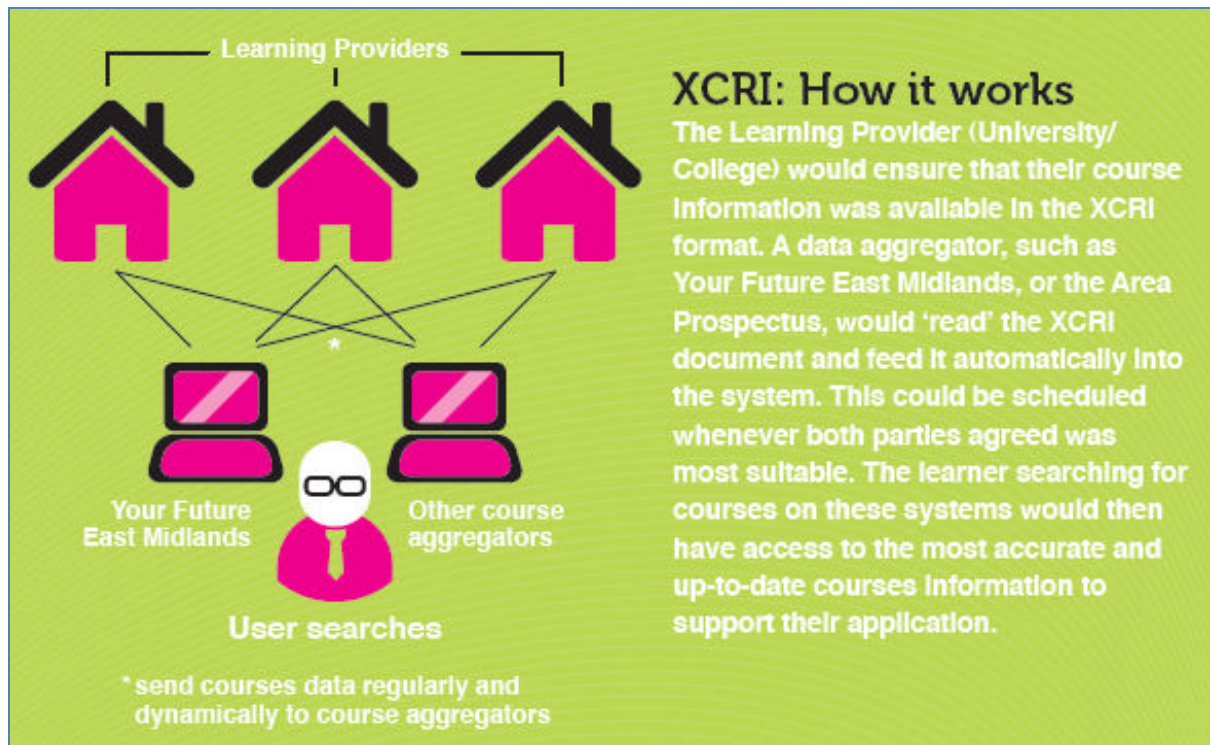 Learning Providers
XCRI: How it works
The Learning Provider (University/
College) would ensure that their course
information was available in the XCRI
format. A data aggregator, such as
Your Future East Midlands, or the Area
Prospectus, would ‘read’ the XCRI
document and feed it automatically into
the system. This could be scheduled
whenever both parties agreed was
most suitable. The learner searching for
courses on these systems would then
have access to the most accurate and
up-to-date courses information to
support their application.
*
Your Future
East Midlands
Other course
aggregators
User searches
* send courses data regularly and
dynamically to course aggregators